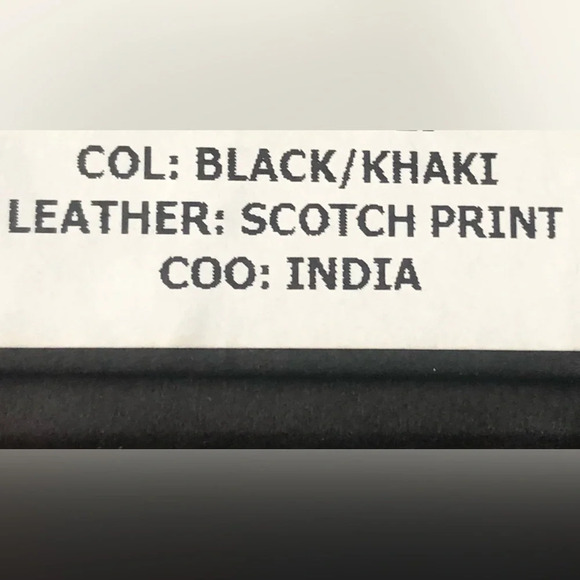 COL: BLACK/KHAKI
LEATHER: SCOTCH PRINT
COO: INDIA